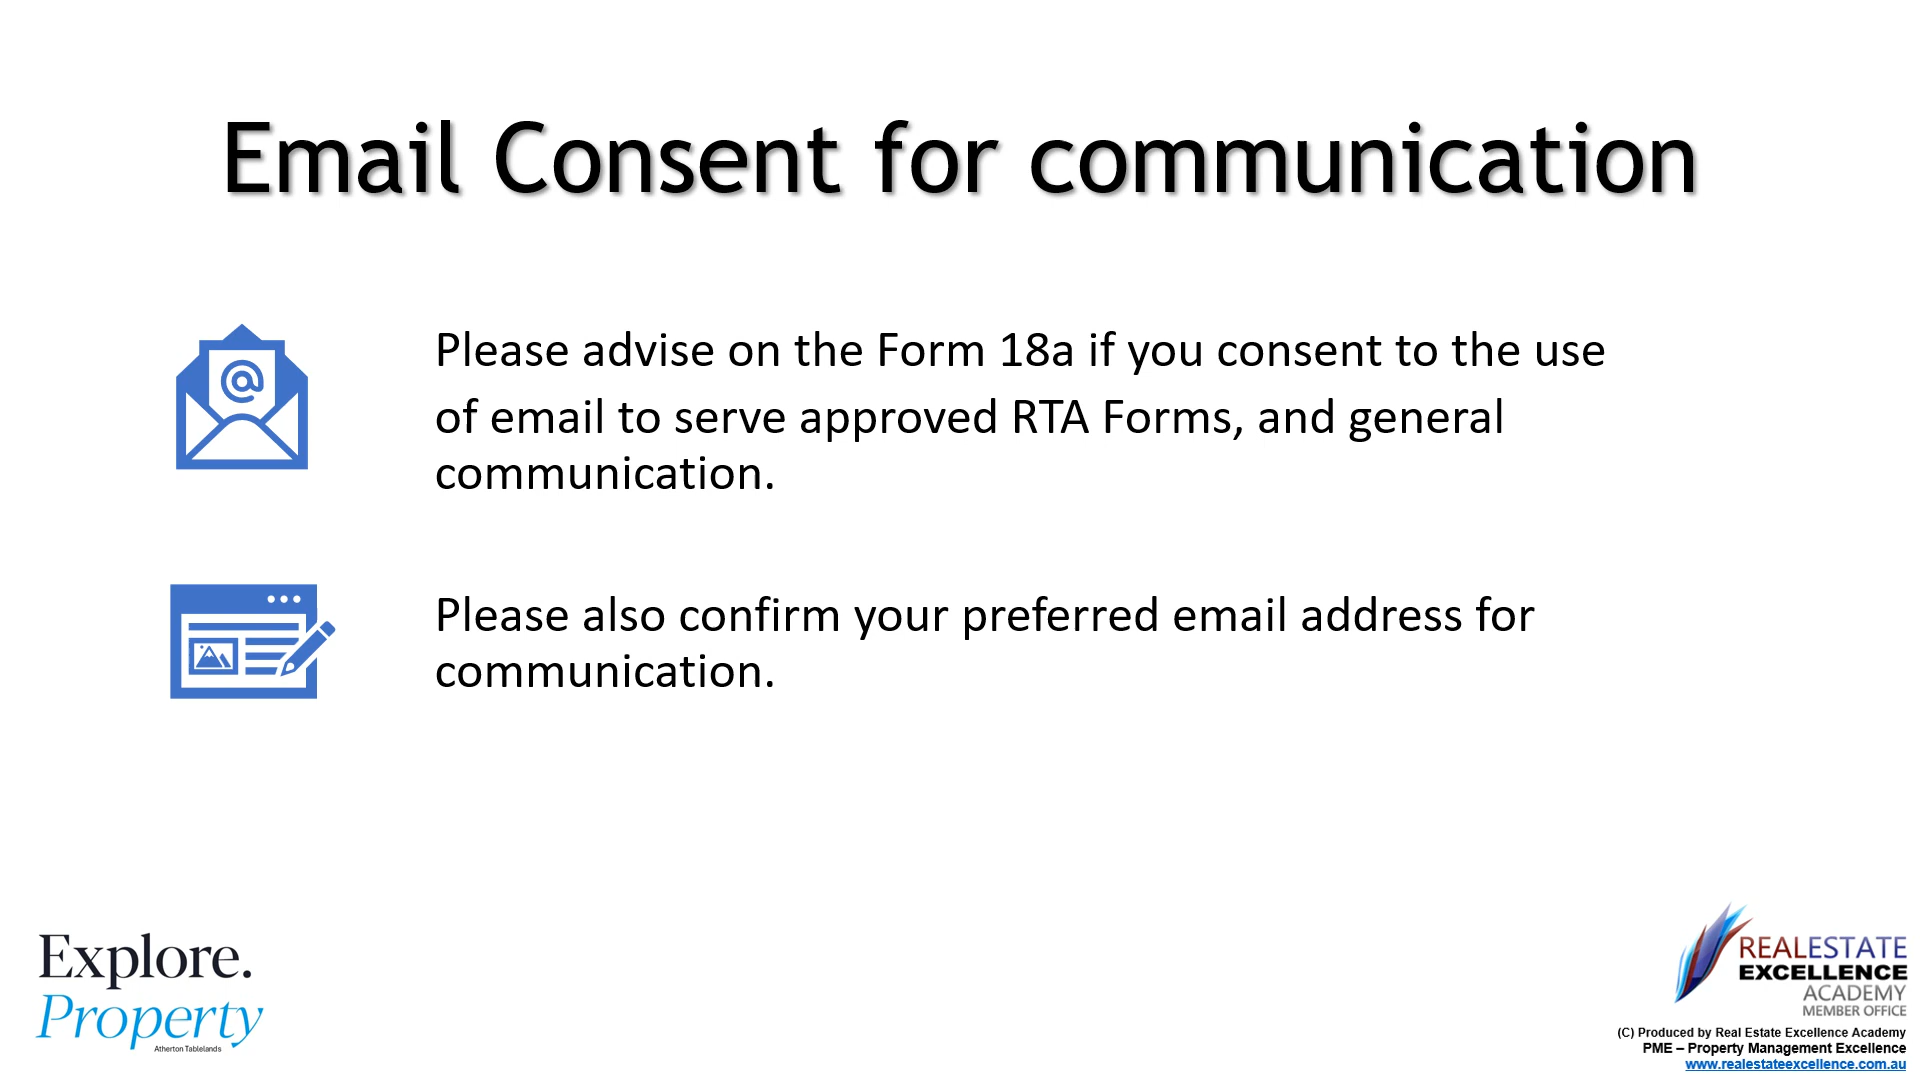 Email Consent for communication
Please advise on the Form 18a if you consent to the use
of email to serve approved RTA Forms, and general
communication.
Please also confirm your preferred email address for
communication.
Explore.
Property
Atherton Tablelands
REALESTATE
EXCELLENCE
ACADEMY
MEMBER OFFICE
(C) Produced by Real Estate Excellence Academy
PME – Property Management Excellence
www.realestateexcellence.com.au